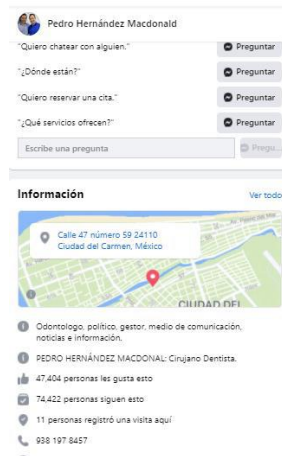 Pedro Hernández Macdonald
"Quiero chatear con alguien."
Preguntar
"¿Dónde están?"
Preguntar
"Quiero reservar una cita."
Preguntar
"¿Qué servicios ofrecen?"
Preguntar
Escribe una pregunta
Pregu...
Información
Ver todo
Calle 47 número 59 24110
Ciudad del Carmen, México
CIUDAD DEL
Odontologo, político, gestor, medio de comunicación,
noticias e información.
PEDRO HERNÁNDEZ MACDONAL: Cirujano Dentista.
47,404 personas les gusta esto
74,422 personas siguen esto
11 personas registró una visita aquí
938 197 8457